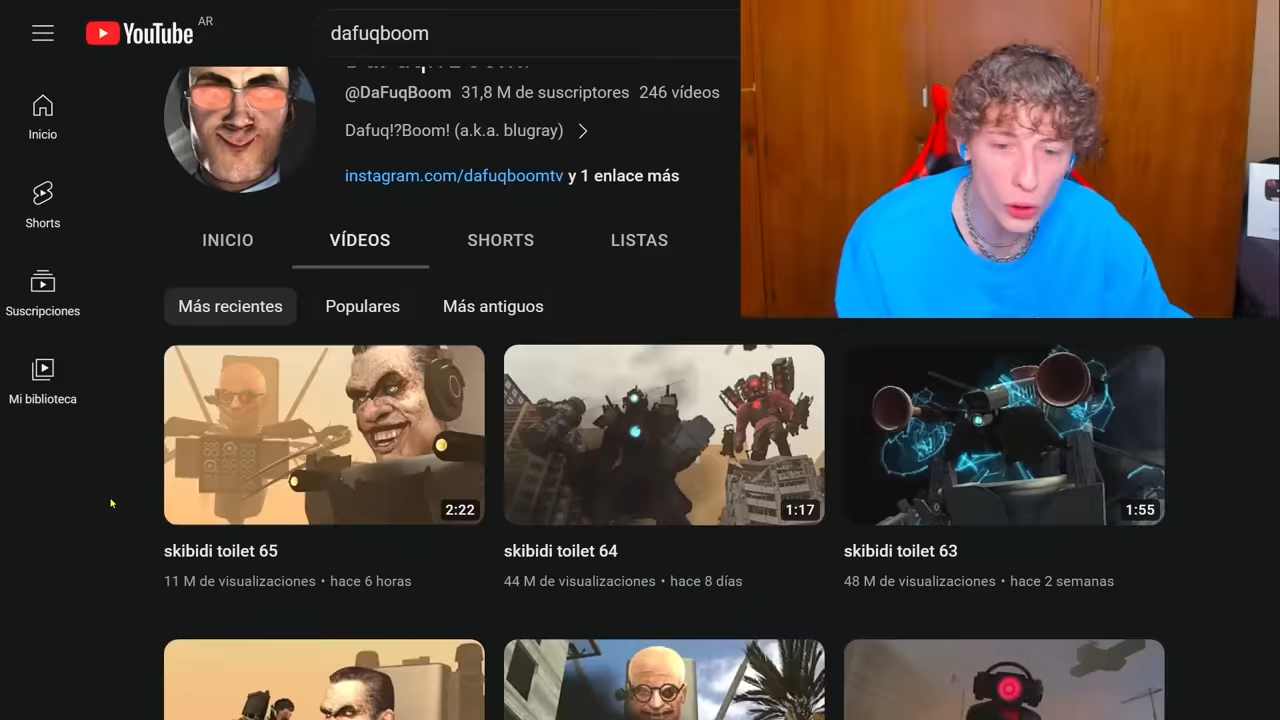 YouTube AR
dafuqboom
@DaFuqBoom 31,8 M de suscriptores 246 vídeos
Dafuq!?Boom! (a.k.a. blugray)
instagram.com/dafuqboomtv y 1 enlace más
INICIO VÍDEOS SHORTS LISTAS
Más recientes Populares Más antiguos
Inicio
Shorts
Suscripciones
Mi biblioteca
2:22 1:17 1:55
skibidi toilet 65 skibidi toilet 64 skibidi toilet 63
11 M de visualizaciones • hace 6 horas 44 M de visualizaciones • hace 8 días 48 M de visualizaciones • hace 2 semanas